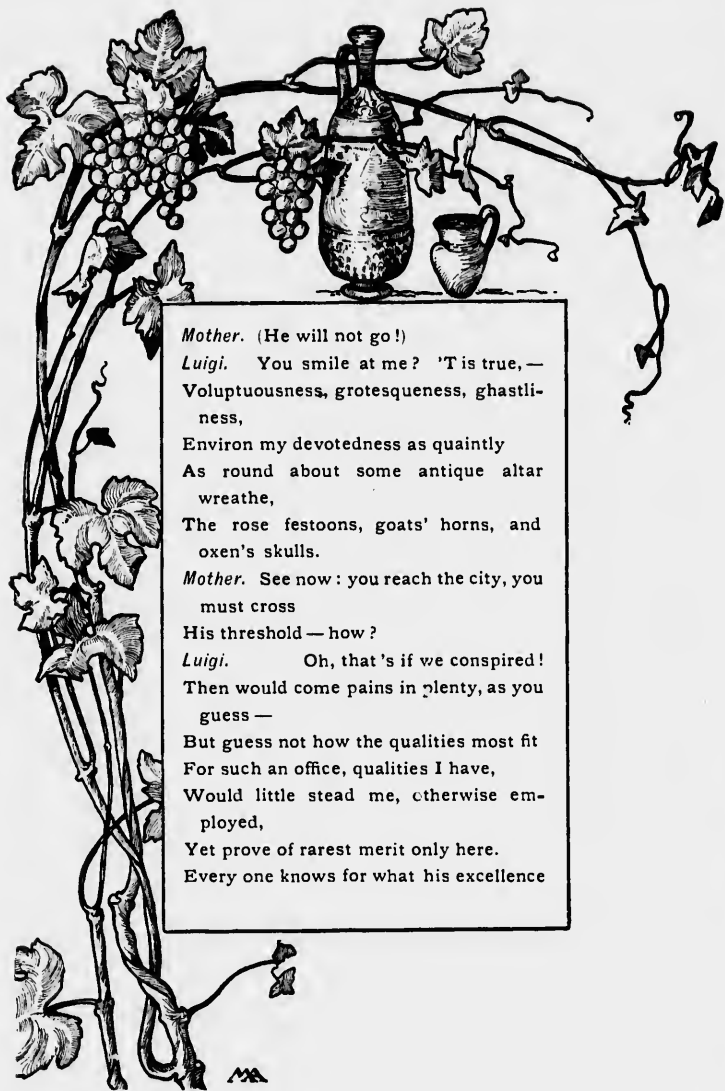 Mother. (He will not go!)
Luigi. You smile at me? 'T is true, —
Voluptuousness, grotesqueness, ghastli-
ness,
Environ my devotedness as quaintly
As round about some antique altar
wreathe,
The rose festoons, goats' horns, and
oxen's skulls.
Mother. See now: you reach the city, you
must cross
His threshold — how?
Luigi. Oh, that 's if we conspired!
Then would come pains in plenty, as you
guess —
But guess not how the qualities most fit
For such an office, qualities I have,
Would little stead me, otherwise em-
ployed,
Yet prove of rarest merit only here.
Every one knows for what his excellence